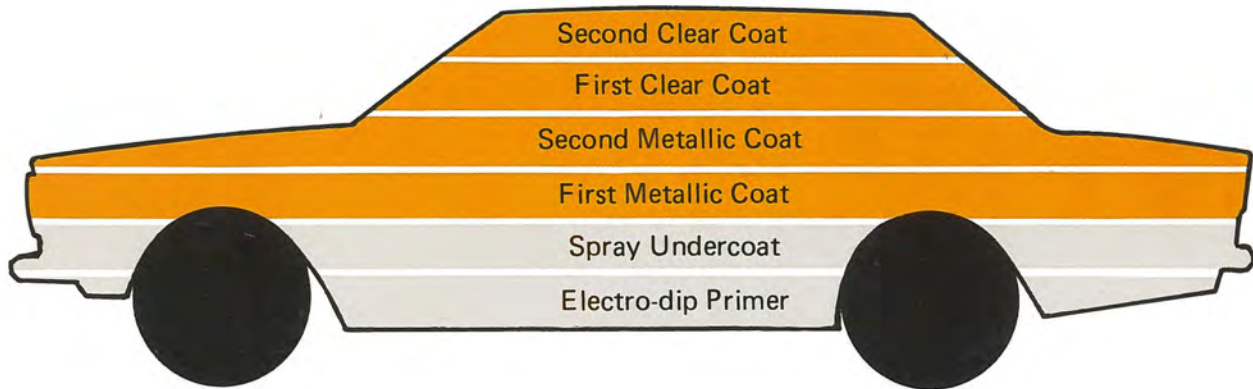 Second Clear Coat
First Clear Coat
Second Metallic Coat
First Metallic Coat
Spray Undercoat
Electro-dip Primer